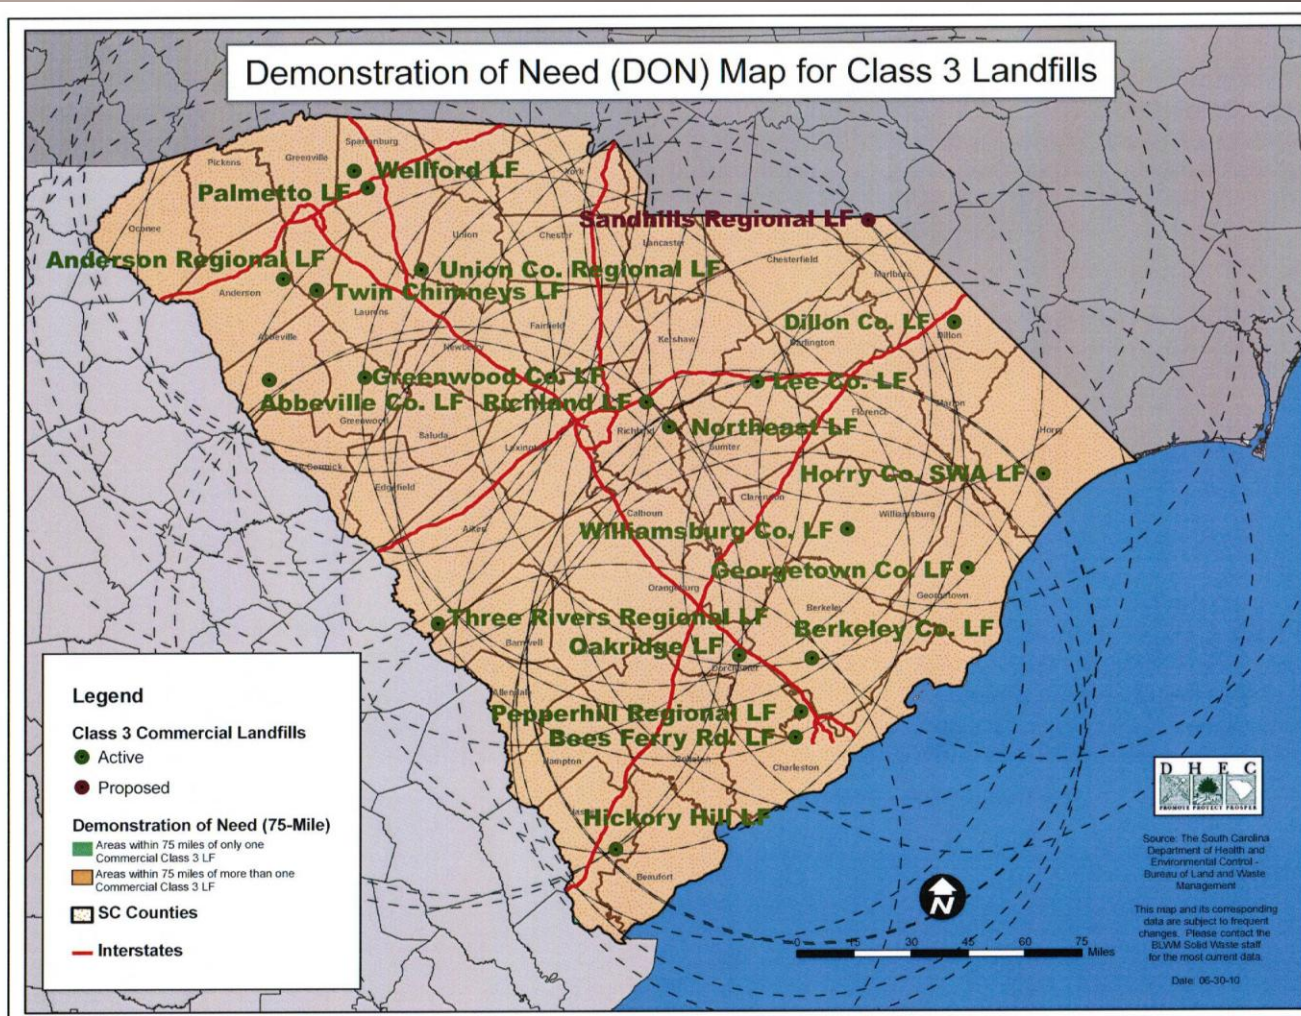 Demonstration of Need (DON) Map for Class 3 Landfills
Spartanburg
Pickens
Greenville
Wellford LF
Palmetto LF
York
Oconee
Union
Chester
Lancaster
Sandhills Regional LF
Anderson Regional LF
Union Co. Regional LF
Chesterfield
Marlboro
Anderson
Twin Chimneys LF
Laurens
Abbeville
Fairfield
Newberry
Kershaw
Dillon Co. LF
Dillon
Darlington
Greenwood Co. LF
Lee Co. LF
Abbeville Co. LF
Richland LF
Greenwood
Saluda
Richland
Northeast LF
Florence
Marion
Horry
Lexington
Sumter
McCormick
Edgefield
Horry Co. SWA LF
Clarendon
Calhoun
Williamsburg
Aiken
Williamsburg Co. LF
Georgetown Co. LF
Orangeburg
Georgetown
Berkeley
Three Rivers Regional LF
Berkeley Co. LF
Barnwell
Oakridge LF
Dorchester
Allendale
Pepperhill Regional LF
Bees Ferry Rd. LF
Hampton
Colleton
Charleston
Hickory Hill LF
Beaufort
Legend
Class 3 Commercial Landfills
Active
Proposed
Demonstration of Need (75-Mile)
Areas within 75 miles of only one
Commercial Class 3 LF
Areas within 75 miles of more than one
Commercial Class 3 LF
SC Counties
Interstates
N
0 15 30 45 60 75
Miles
D H E C
PROMOTE PROTECT PROSPER
Source: The South Carolina
Department of Health and
Environmental Control -
Bureau of Land and Waste
Management
This map and its corresponding
data are subject to frequent
changes. Please contact the
BLWM Solid Waste staff
for the most current data.
Date: 06-30-10